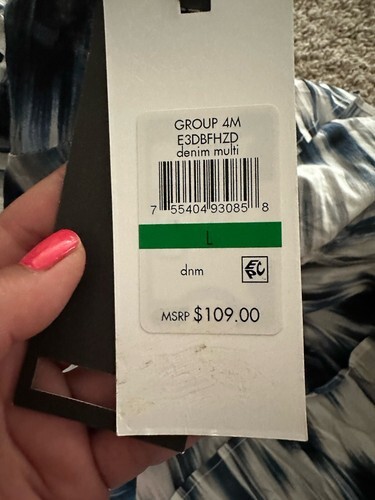 GROUP 4M
E3DBFHZD
denim multi
7 55404 93085 8
L
dnm
MSRP $109.00